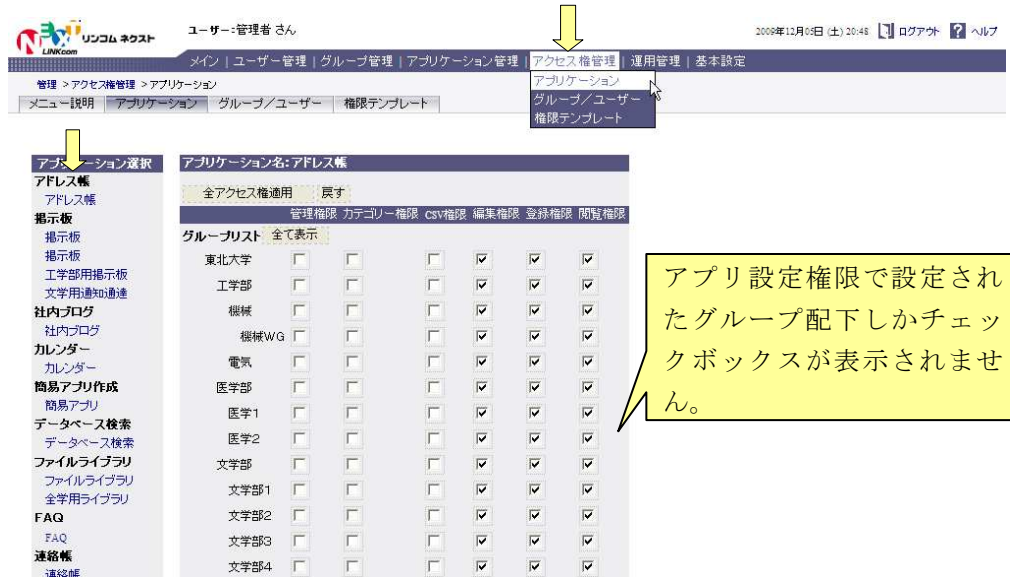 リンコム ネクスト
LINKcom
ユーザー:管理者 さん
2009年12月05日 (土) 20:48 ログアウト ? ヘルプ
メイン | ユーザー管理 | グループ管理 | アプリケーション管理 | アクセス権管理 | 運用管理 | 基本設定
アプリケーション
グループ/ユーザー
権限テンプレート
管理 > アクセス権管理 > アプリケーション
メニュー説明 アプリケーション グループ/ユーザー 権限テンプレート
アプリケーション選択
アドレス帳
アドレス帳
掲示板
掲示板
掲示板
工学部用掲示板
文学用通知通達
社内ブログ
社内ブログ
カレンダー
カレンダー
簡易アプリ作成
簡易アプリ
データベース検索
データベース検索
ファイルライブラリ
ファイルライブラリ
全学用ライブラリ
FAQ
FAQ
連絡帳
連絡帳
アプリケーション名:アドレス帳
全アクセス権適用 戻す
管理権限 カテゴリー権限 CSV権限 編集権限 登録権限 閲覧権限
グループリスト 全て表示
東北大学
工学部
機械
機械WG
電気
医学部
医学1
医学2
文学部
文学部1
文学部2
文学部3
文学部4
アプリ設定権限で設定され
たグループ配下しかチェッ
クボックスが表示されませ
ん。